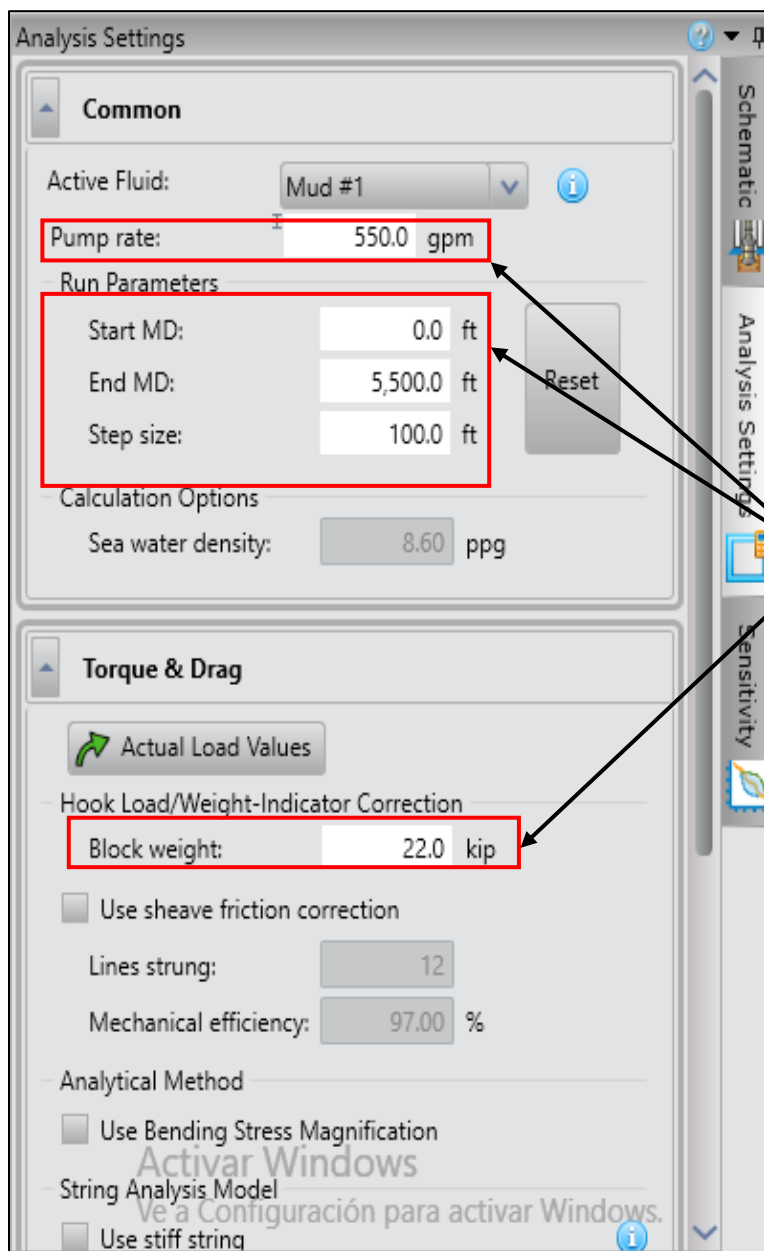 Analysis Settings
Common
Active Fluid: Mud #1
Pump rate: 550.0 gpm
Run Parameters
Start MD: 0.0 ft
End MD: 5,500.0 ft
Step size: 100.0 ft
Reset
Calculation Options
Sea water density: 8.60 ppg
Torque & Drag
Actual Load Values
Hook Load/Weight-Indicator Correction
Block weight: 22.0 kip
Use sheave friction correction
Lines strung: 12
Mechanical efficiency: 97.00 %
Analytical Method
Use Bending Stress Magnification
Activar Windows
String Analysis Model
Ve a Configuración para activar Windows.
Use stiff string
Schematic
Analysis Settings
Sensitivity